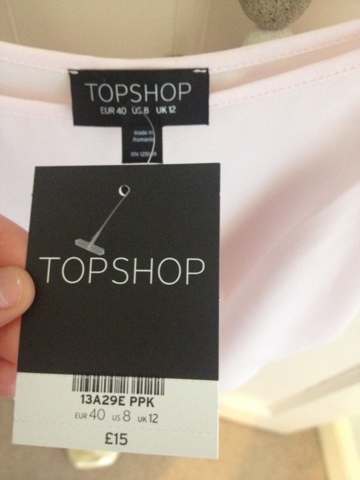 TOPSHOP
EUR 40 US 8 UK 12
Made in
Romania
TOPSHOP
13A29E PPK
EUR 40 US 8 UK 12
£15